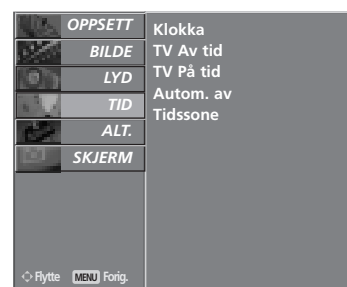 OPPSETT
BILDE
LYD
TID
ALT.
SKJERM
Klokka
TV Av tid
TV På tid
Autom. av
Tidssone
Flytte MENU Forig.